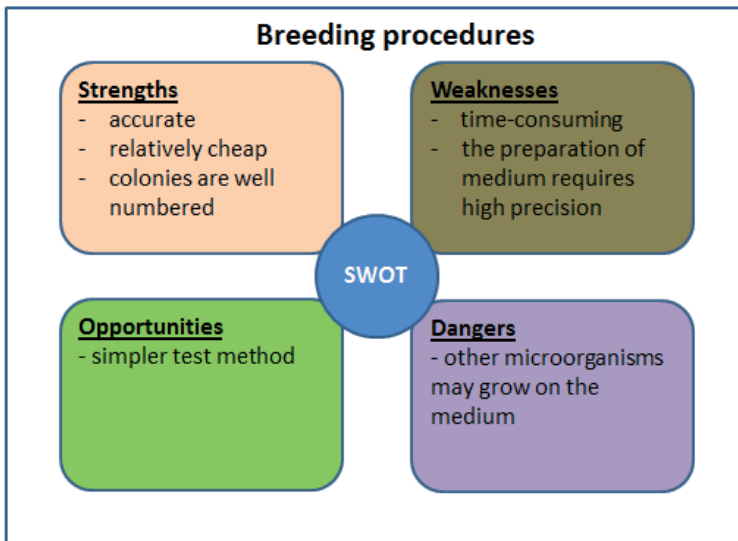 Breeding procedures
Strengths
- accurate
- relatively cheap
- colonies are well
numbered
Weaknesses
- time-consuming
- the preparation of
medium requires
high precision
SWOT
Opportunities
- simpler test method
Dangers
- other microorganisms
may grow on the
medium